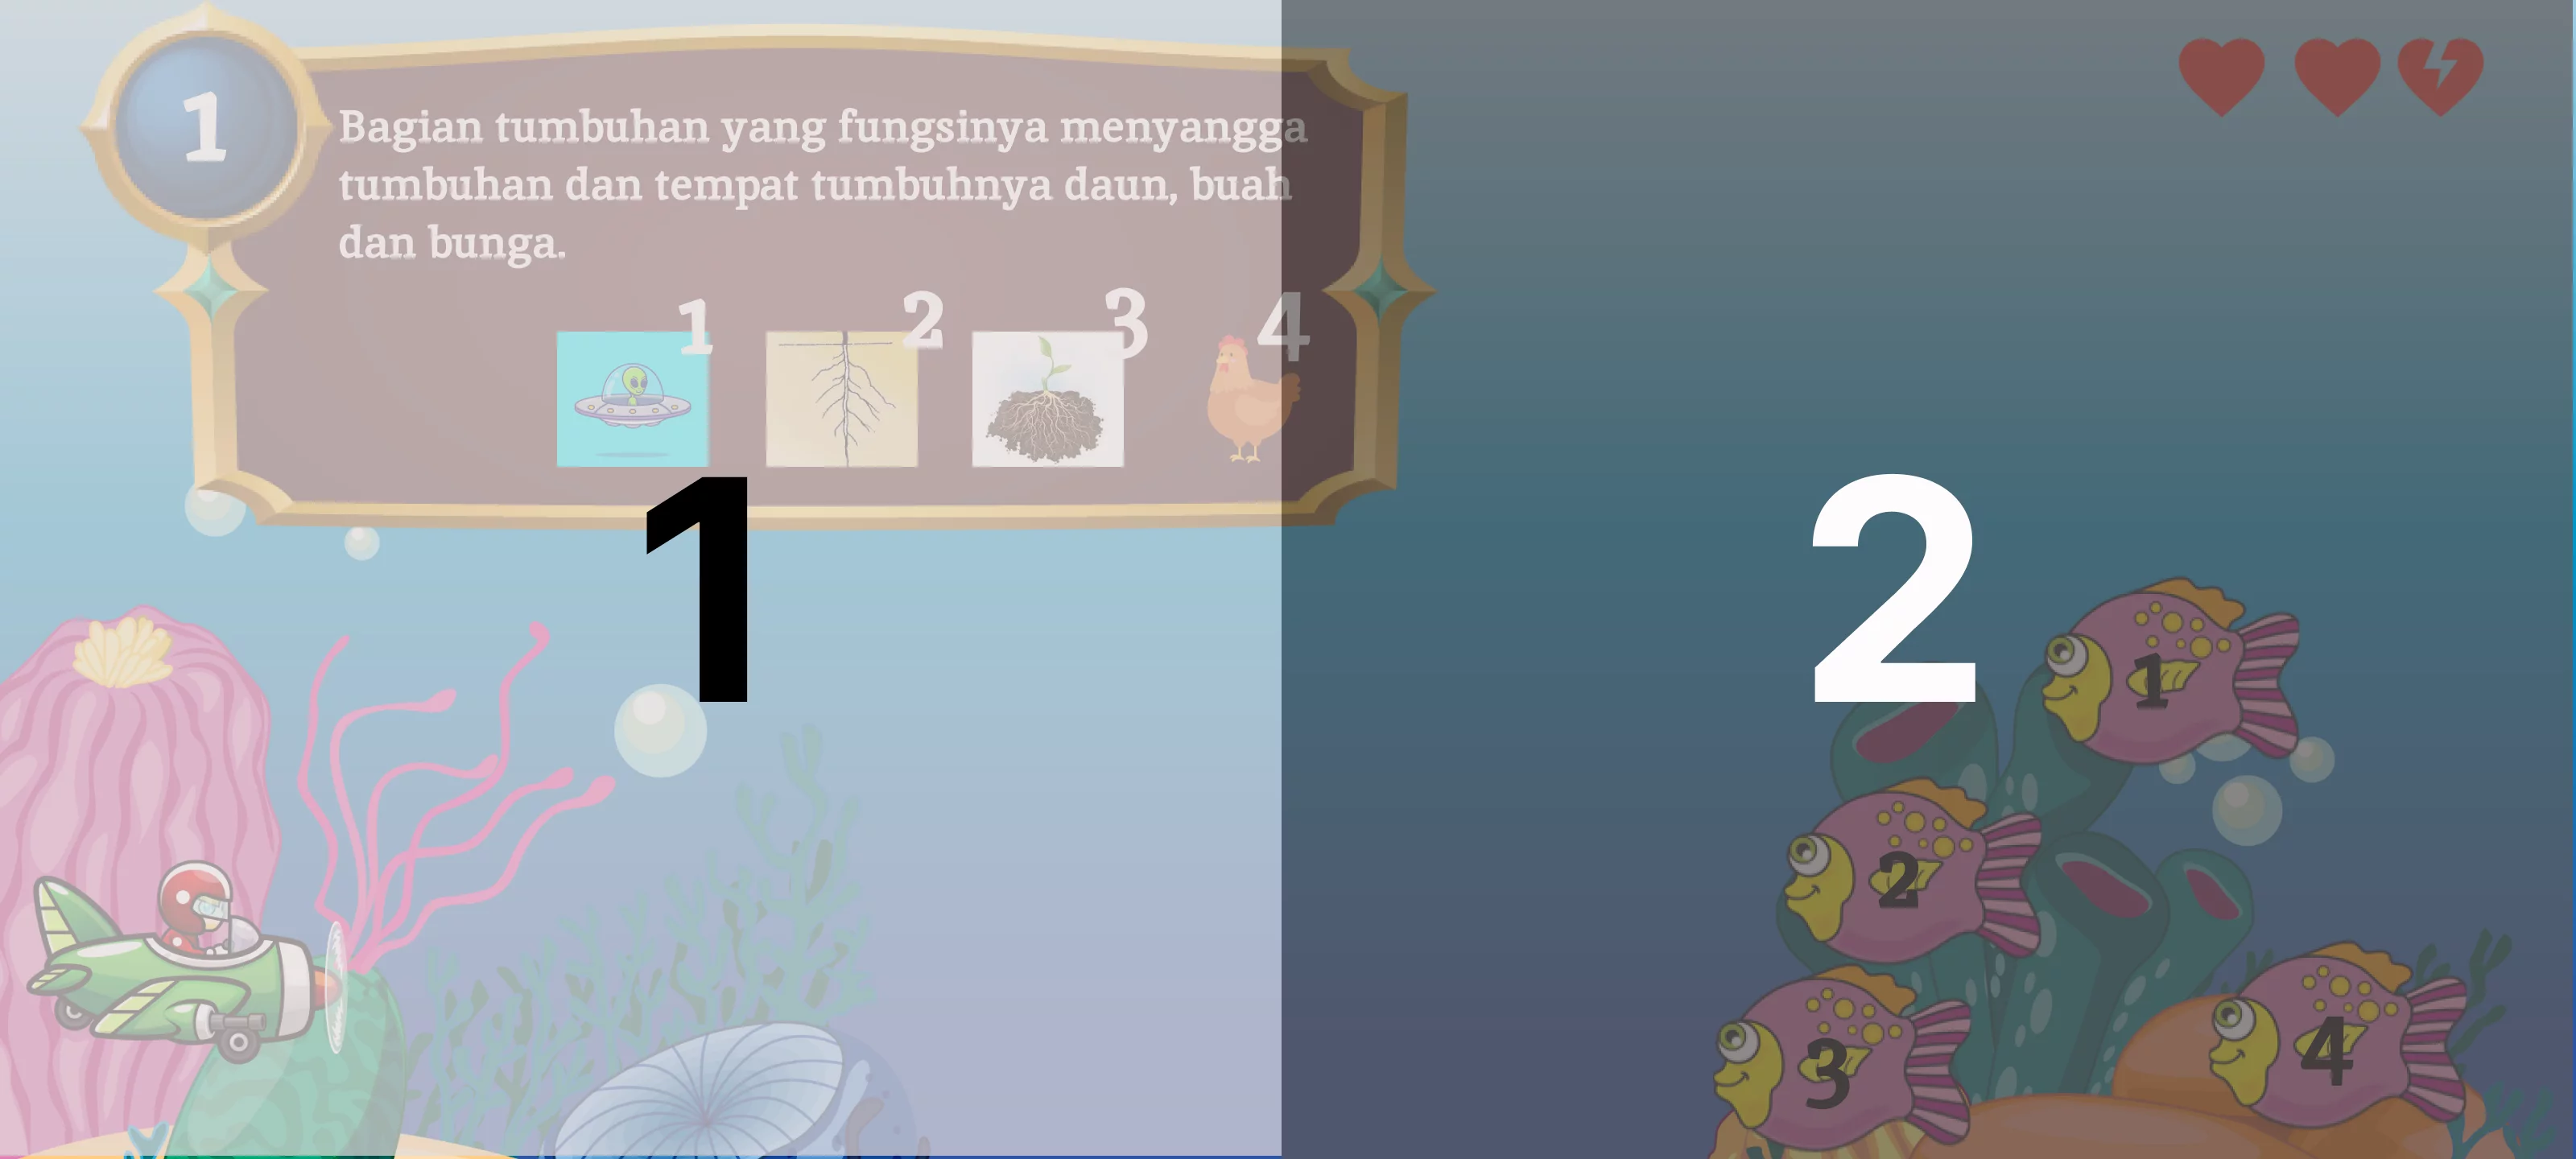 1
Bagian tumbuhan yang fungsinya menyangga
tumbuhan dan tempat tumbuhnya daun, buah
dan bunga.
1 2 3 4
1 2
1
2
3
4